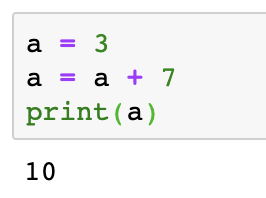 a = 3
a = a + 7
print(a)
10